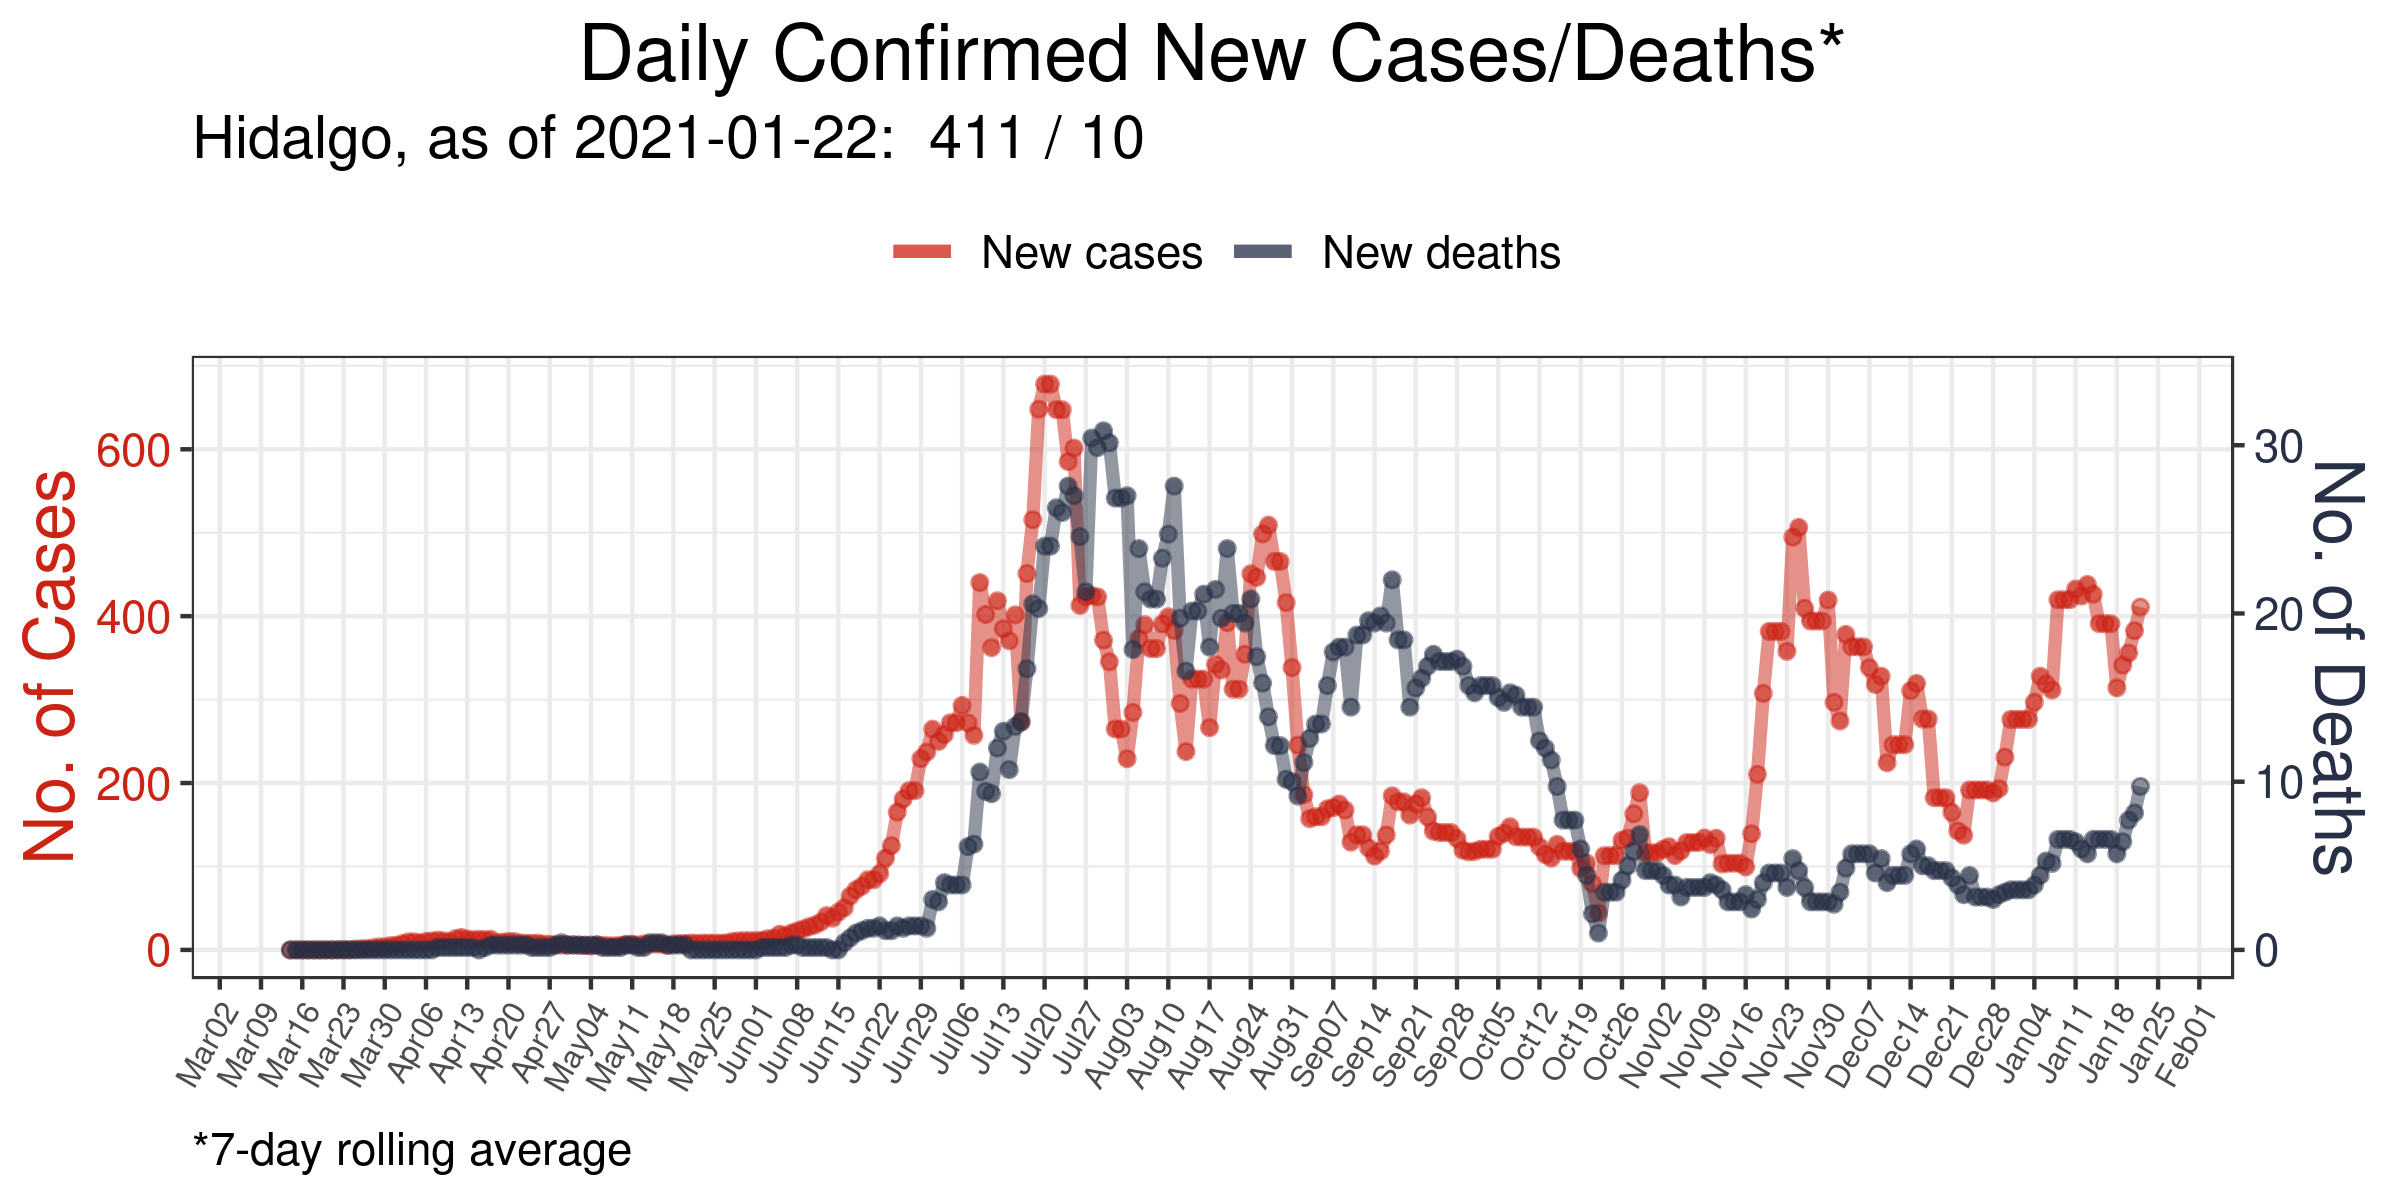 Daily Confirmed New Cases/Deaths*
Hidalgo, as of 2021-01-22:  411 / 10
New cases
New deaths
No. of Cases
600
400
200
0
30
20
10
0
No. of Deaths
Mar02
Mar09
Mar16
Mar23
Mar30
Apr06
Apr13
Apr20
Apr27
May04
May11
May18
May25
Jun01
Jun08
Jun15
Jun22
Jun29
Jul06
Jul13
Jul20
Jul27
Aug03
Aug10
Aug17
Aug24
Aug31
Sep07
Sep14
Sep21
Sep28
Oct05
Oct12
Oct19
Oct26
Nov02
Nov09
Nov16
Nov23
Nov30
Dec07
Dec14
Dec21
Dec28
Jan04
Jan11
Jan18
Jan25
Feb01
*7-day rolling average